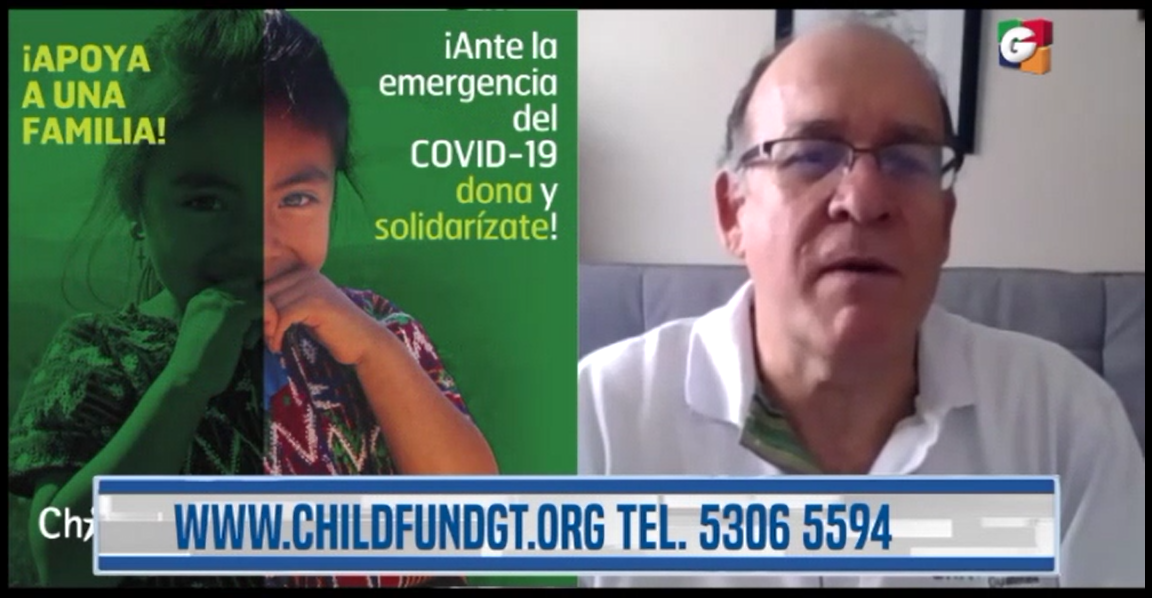 ¡APOYA
A UNA
FAMILIA!
¡Ante la
emergencia
del
COVID-19
dona y
solidarízate!
G
WWW.CHILDFUNDGT.ORG TEL. 5306 5594